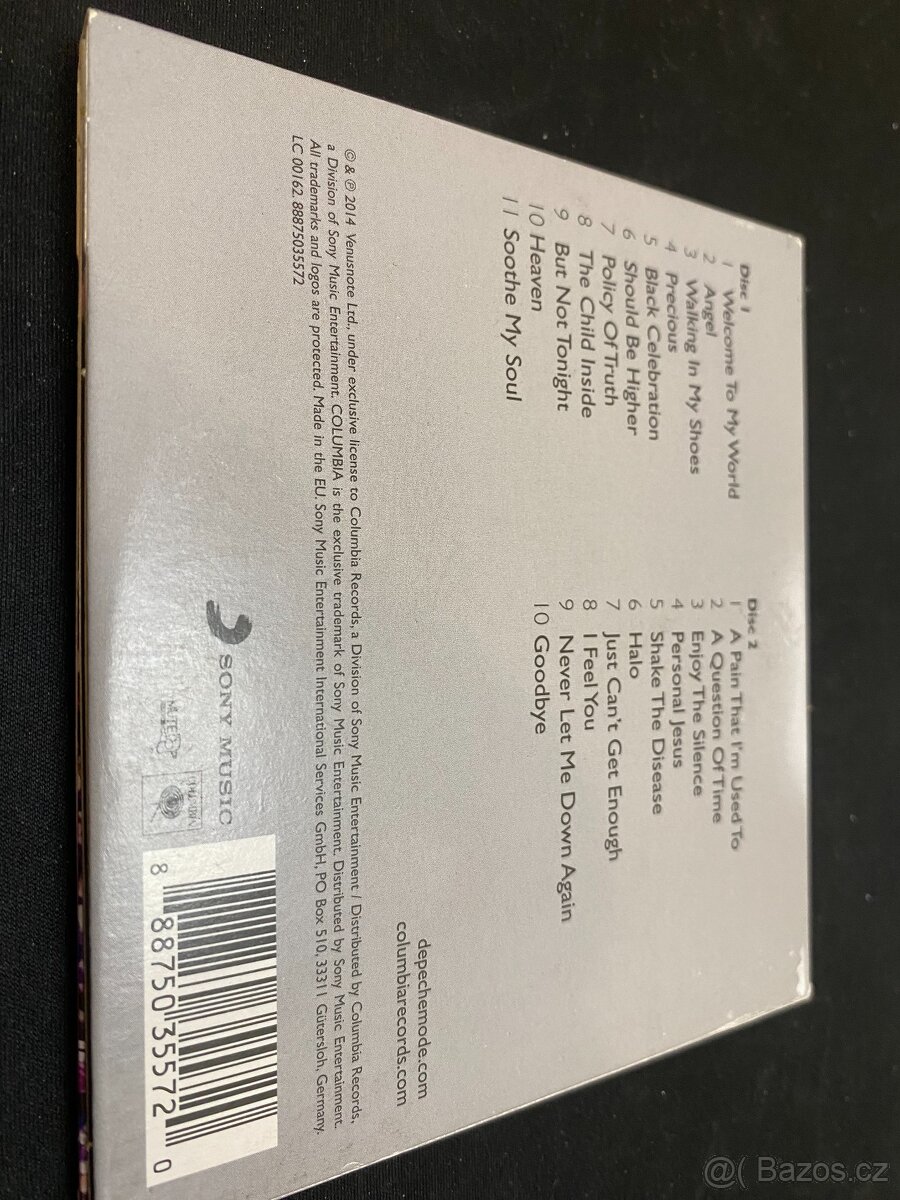 Disc 1
1 Welcome To My World
2 Angel
3 Walking In My Shoes
4 Precious
5 Black Celebration
6 Should Be Higher
7 Policy Of Truth
8 The Child Inside
9 But Not Tonight
10 Heaven
11 Soothe My Soul
Disc 2
1 A Pain That I'm Used To
2 A Question Of Time
3 Enjoy The Silence
4 Personal Jesus
5 Shake The Disease
6 Halo
7 Just Can't Get Enough
8 I Feel You
9 Never Let Me Down Again
10 Goodbye
depechemode.com
columbiarecords.com
© & ℗ 2014 Venusnote Ltd., under exclusive license to Columbia Records, a Division of Sony Music Entertainment / Distributed by Columbia Records,
a Division of Sony Music Entertainment. COLUMBIA is the exclusive trademark of Sony Music Entertainment. Distributed by Sony Music Entertainment.
All trademarks and logos are protected. Made in the EU. Sony Music Entertainment International Services GmbH, PO Box 510, 33311 Gütersloh, Germany.
LC 00162. 88875035572
SONY MUSIC
MUTE
COLUMBIA
8 88750 35572 0
@( Bazos.cz